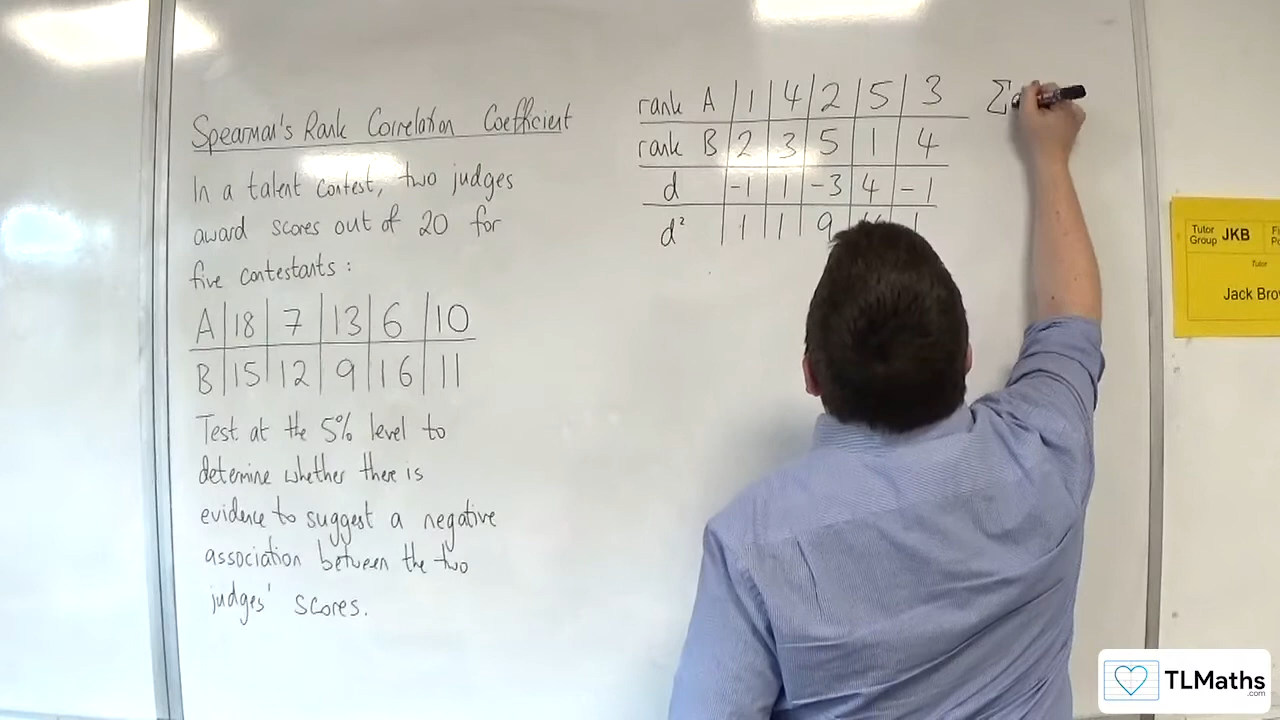 Spearman's Rank Correlation Coefficient
In a talent contest, two judges
award scores out of 20 for
five contestants :
A 18 7 13 6 10
B 15 12 9 16 11
Test at the 5% level to
determine whether there is
evidence to suggest a negative
association between the two
judges' scores.
rank A 1 4 2 5 3
rank B 2 3 5 1 4
d -1 1 -3 4 -1
d² 1 1 9 1
Σ
Tutor
Group JKB
Tutor
Jack
TLMaths
.com